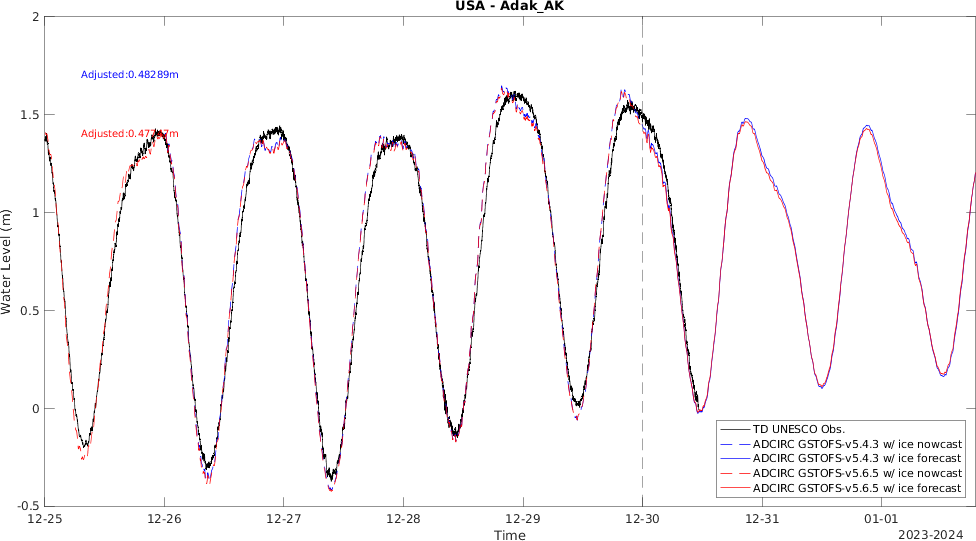 USA - Adak_AK
2
1.5
1
0.5
0
-0.5
Water Level (m)
Adjusted:0.48289m
12-25 12-26 12-27 12-28 12-29 12-30 12-31 01-01
Time
2023-2024
TD UNESCO Obs.
ADCIRC GSTOFS-v5.4.3 w/ ice nowcast
ADCIRC GSTOFS-v5.4.3 w/ ice forecast
ADCIRC GSTOFS-v5.6.5 w/ ice nowcast
ADCIRC GSTOFS-v5.6.5 w/ ice forecast